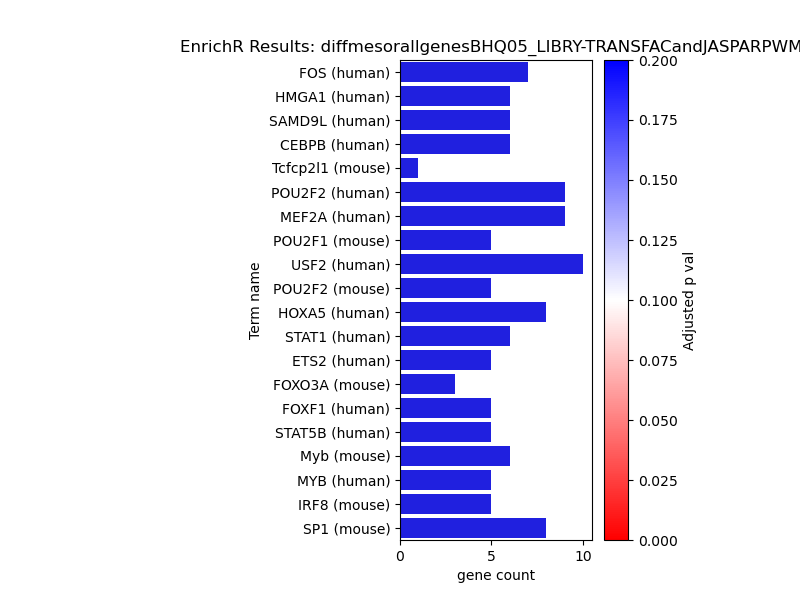 EnrichR Results: diffmesorallgenesBHQ05_LIBRY-TRANSFACandJASPARPWM
FOS (human)
HMGA1 (human)
SAMD9L (human)
CEBPB (human)
Tcfcp2l1 (mouse)
POU2F2 (human)
MEF2A (human)
POU2F1 (mouse)
USF2 (human)
POU2F2 (mouse)
HOXA5 (human)
STAT1 (human)
ETS2 (human)
FOXO3A (mouse)
FOXF1 (human)
STAT5B (human)
Myb (mouse)
MYB (human)
IRF8 (mouse)
SP1 (mouse)
Term name
0 5 10
gene count
0.200
0.175
0.150
0.125
0.100
0.075
0.050
0.025
0.000
Adjusted p val